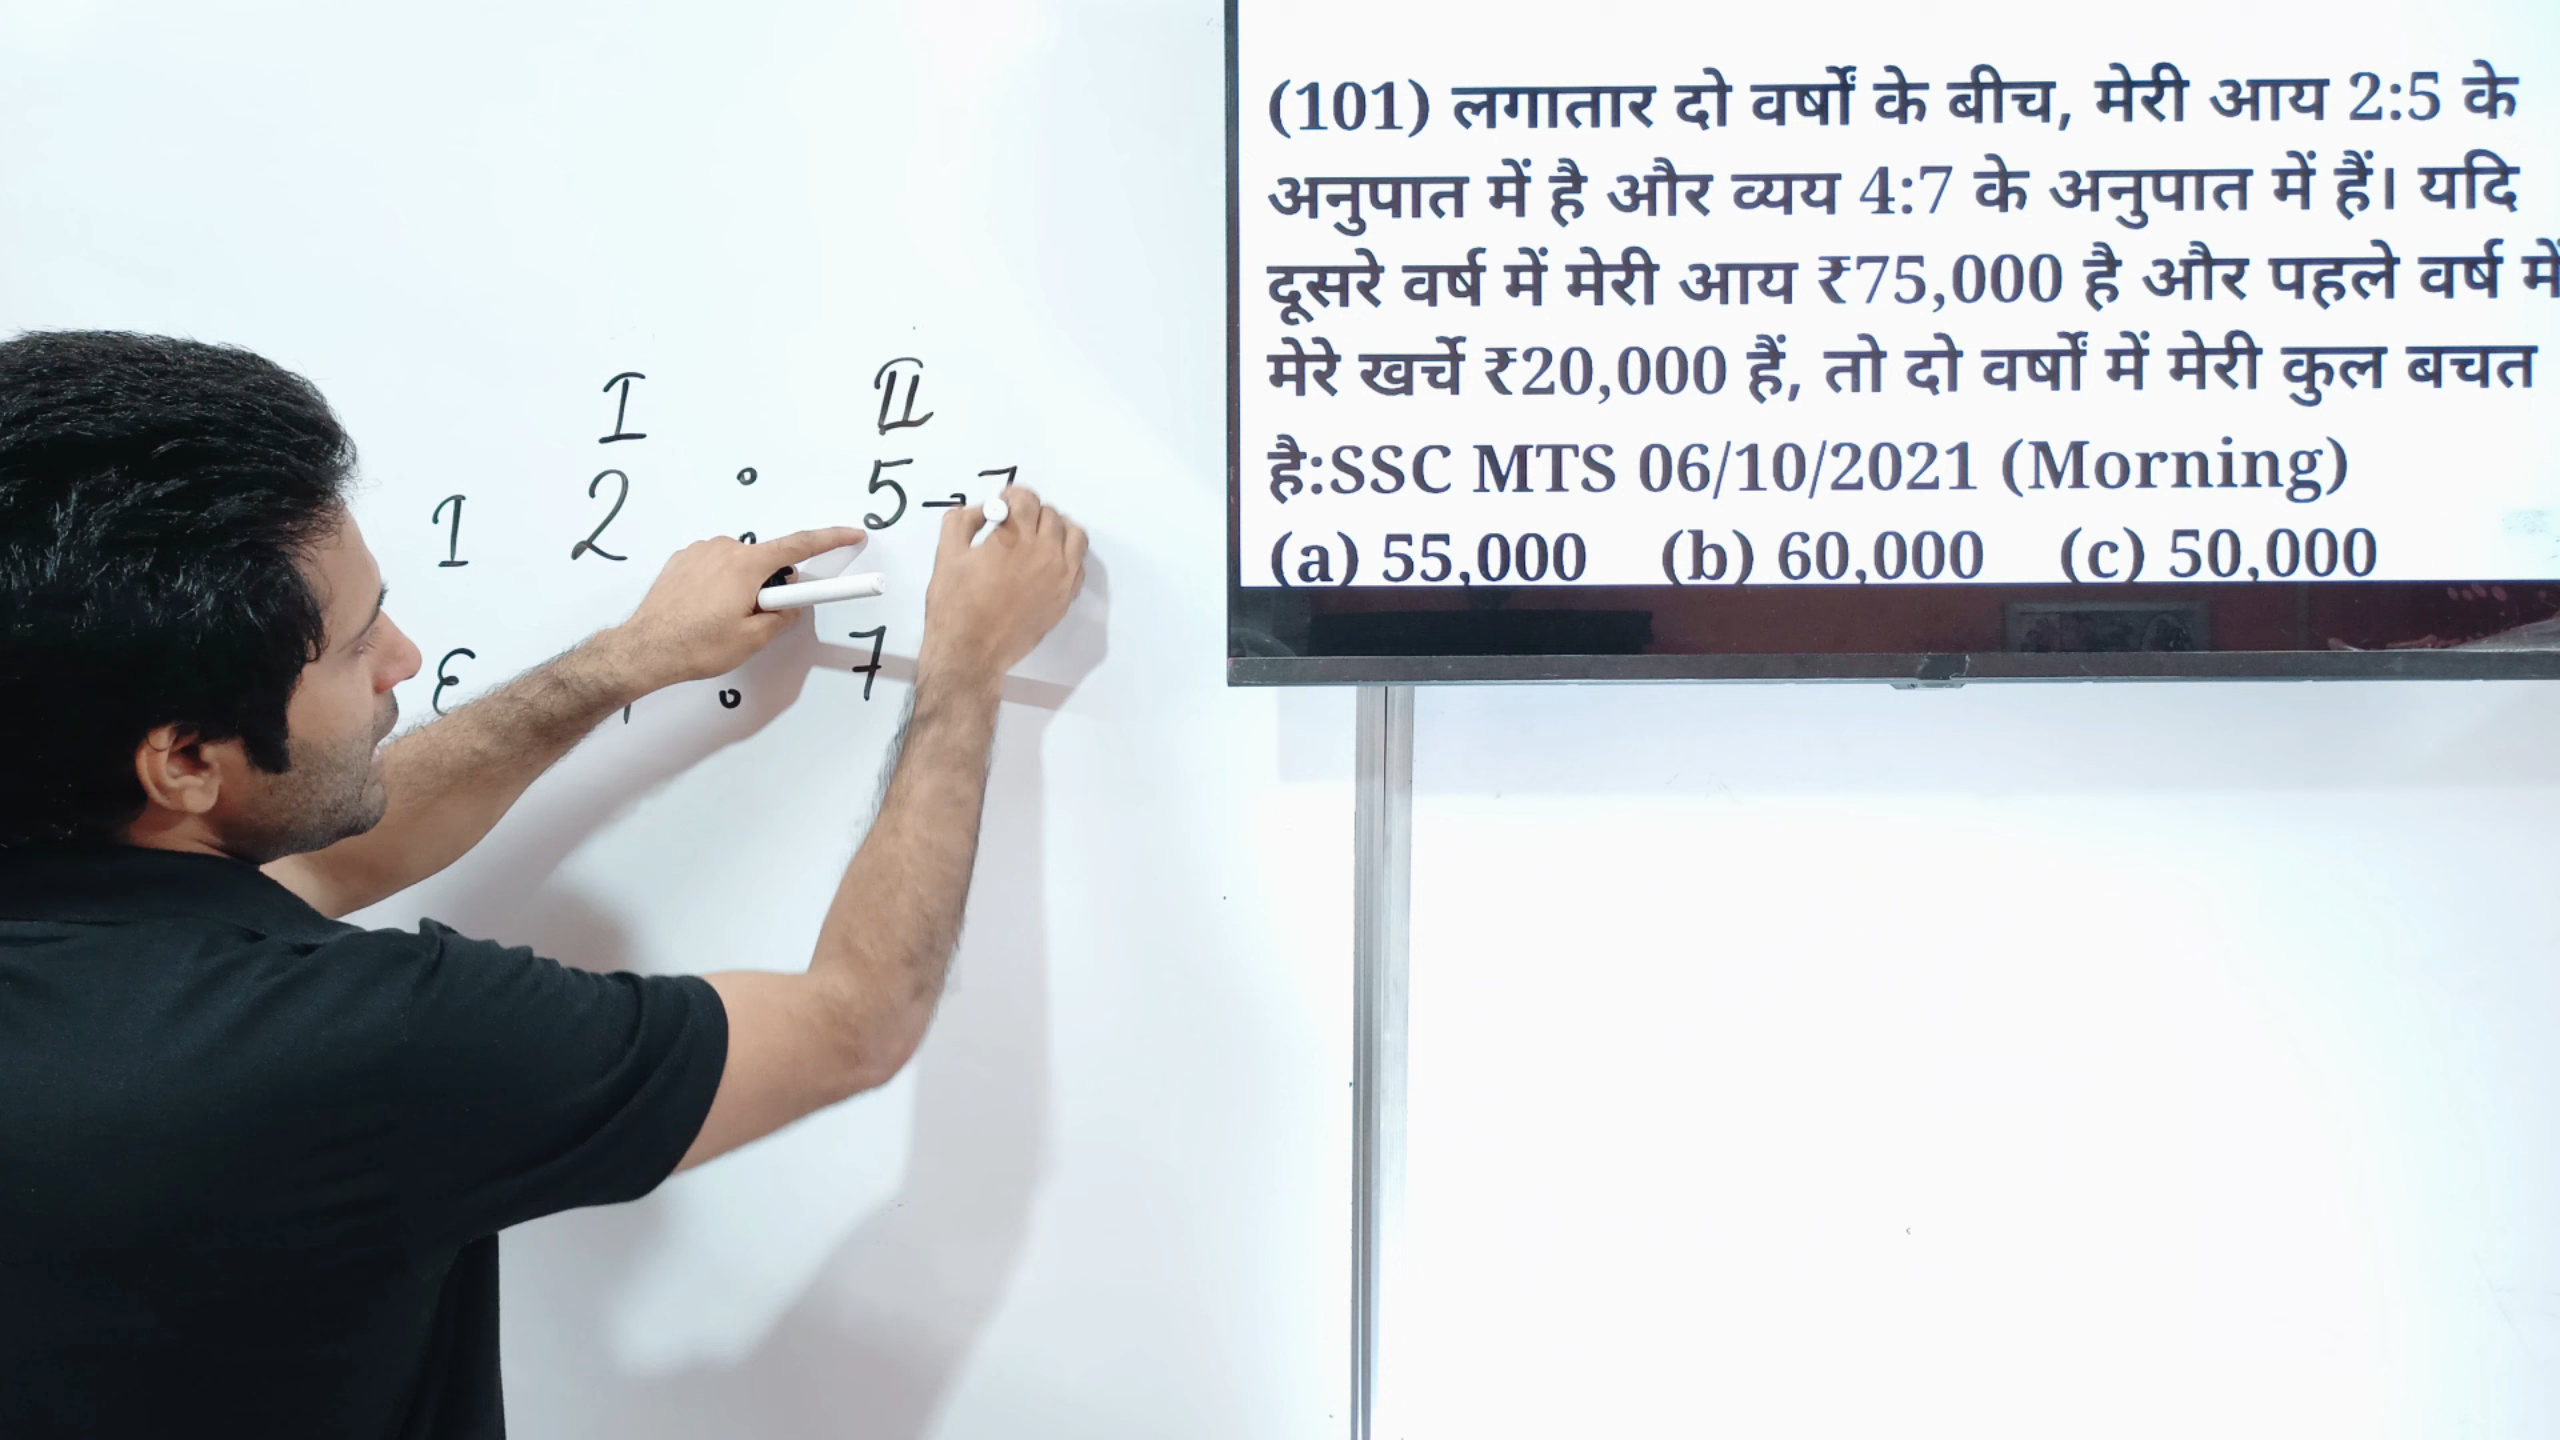 I II
I 2 : 5 → 7
E : 7
(101) लगातार दो वर्षों के बीच, मेरी आय 2:5 के
अनुपात में है और व्यय 4:7 के अनुपात में हैं। यदि
दूसरे वर्ष में मेरी आय ₹75,000 है और पहले वर्ष में
मेरे खर्चे ₹20,000 हैं, तो दो वर्षों में मेरी कुल बचत
है:SSC MTS 06/10/2021 (Morning)
(a) 55,000 (b) 60,000 (c) 50,000